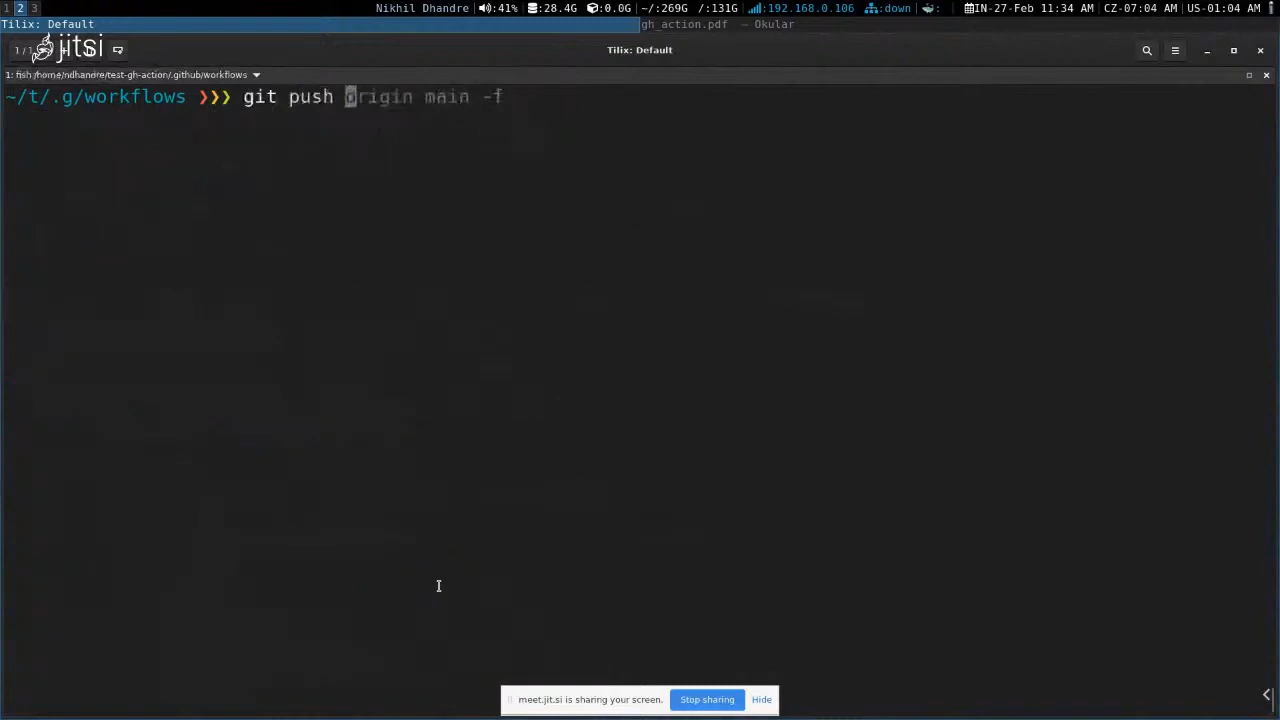 1 2 3
Nikhil Dhandre 41% 28.4G 0.0G ~/:269G /:131G 192.168.0.106 :down IN-27-Feb 11:34 AM CZ-07:04 AM US-01:04 AM
Tilix: Default
gh_action.pdf — Okular
jitsi
1/1
Tilix: Default
1: fish /home/ndhandre/test-gh-action/.github/workflows
~/t/.g/workflows ❯❯❯ git push origin main -f
meet.jit.si is sharing your screen. Stop sharing Hide